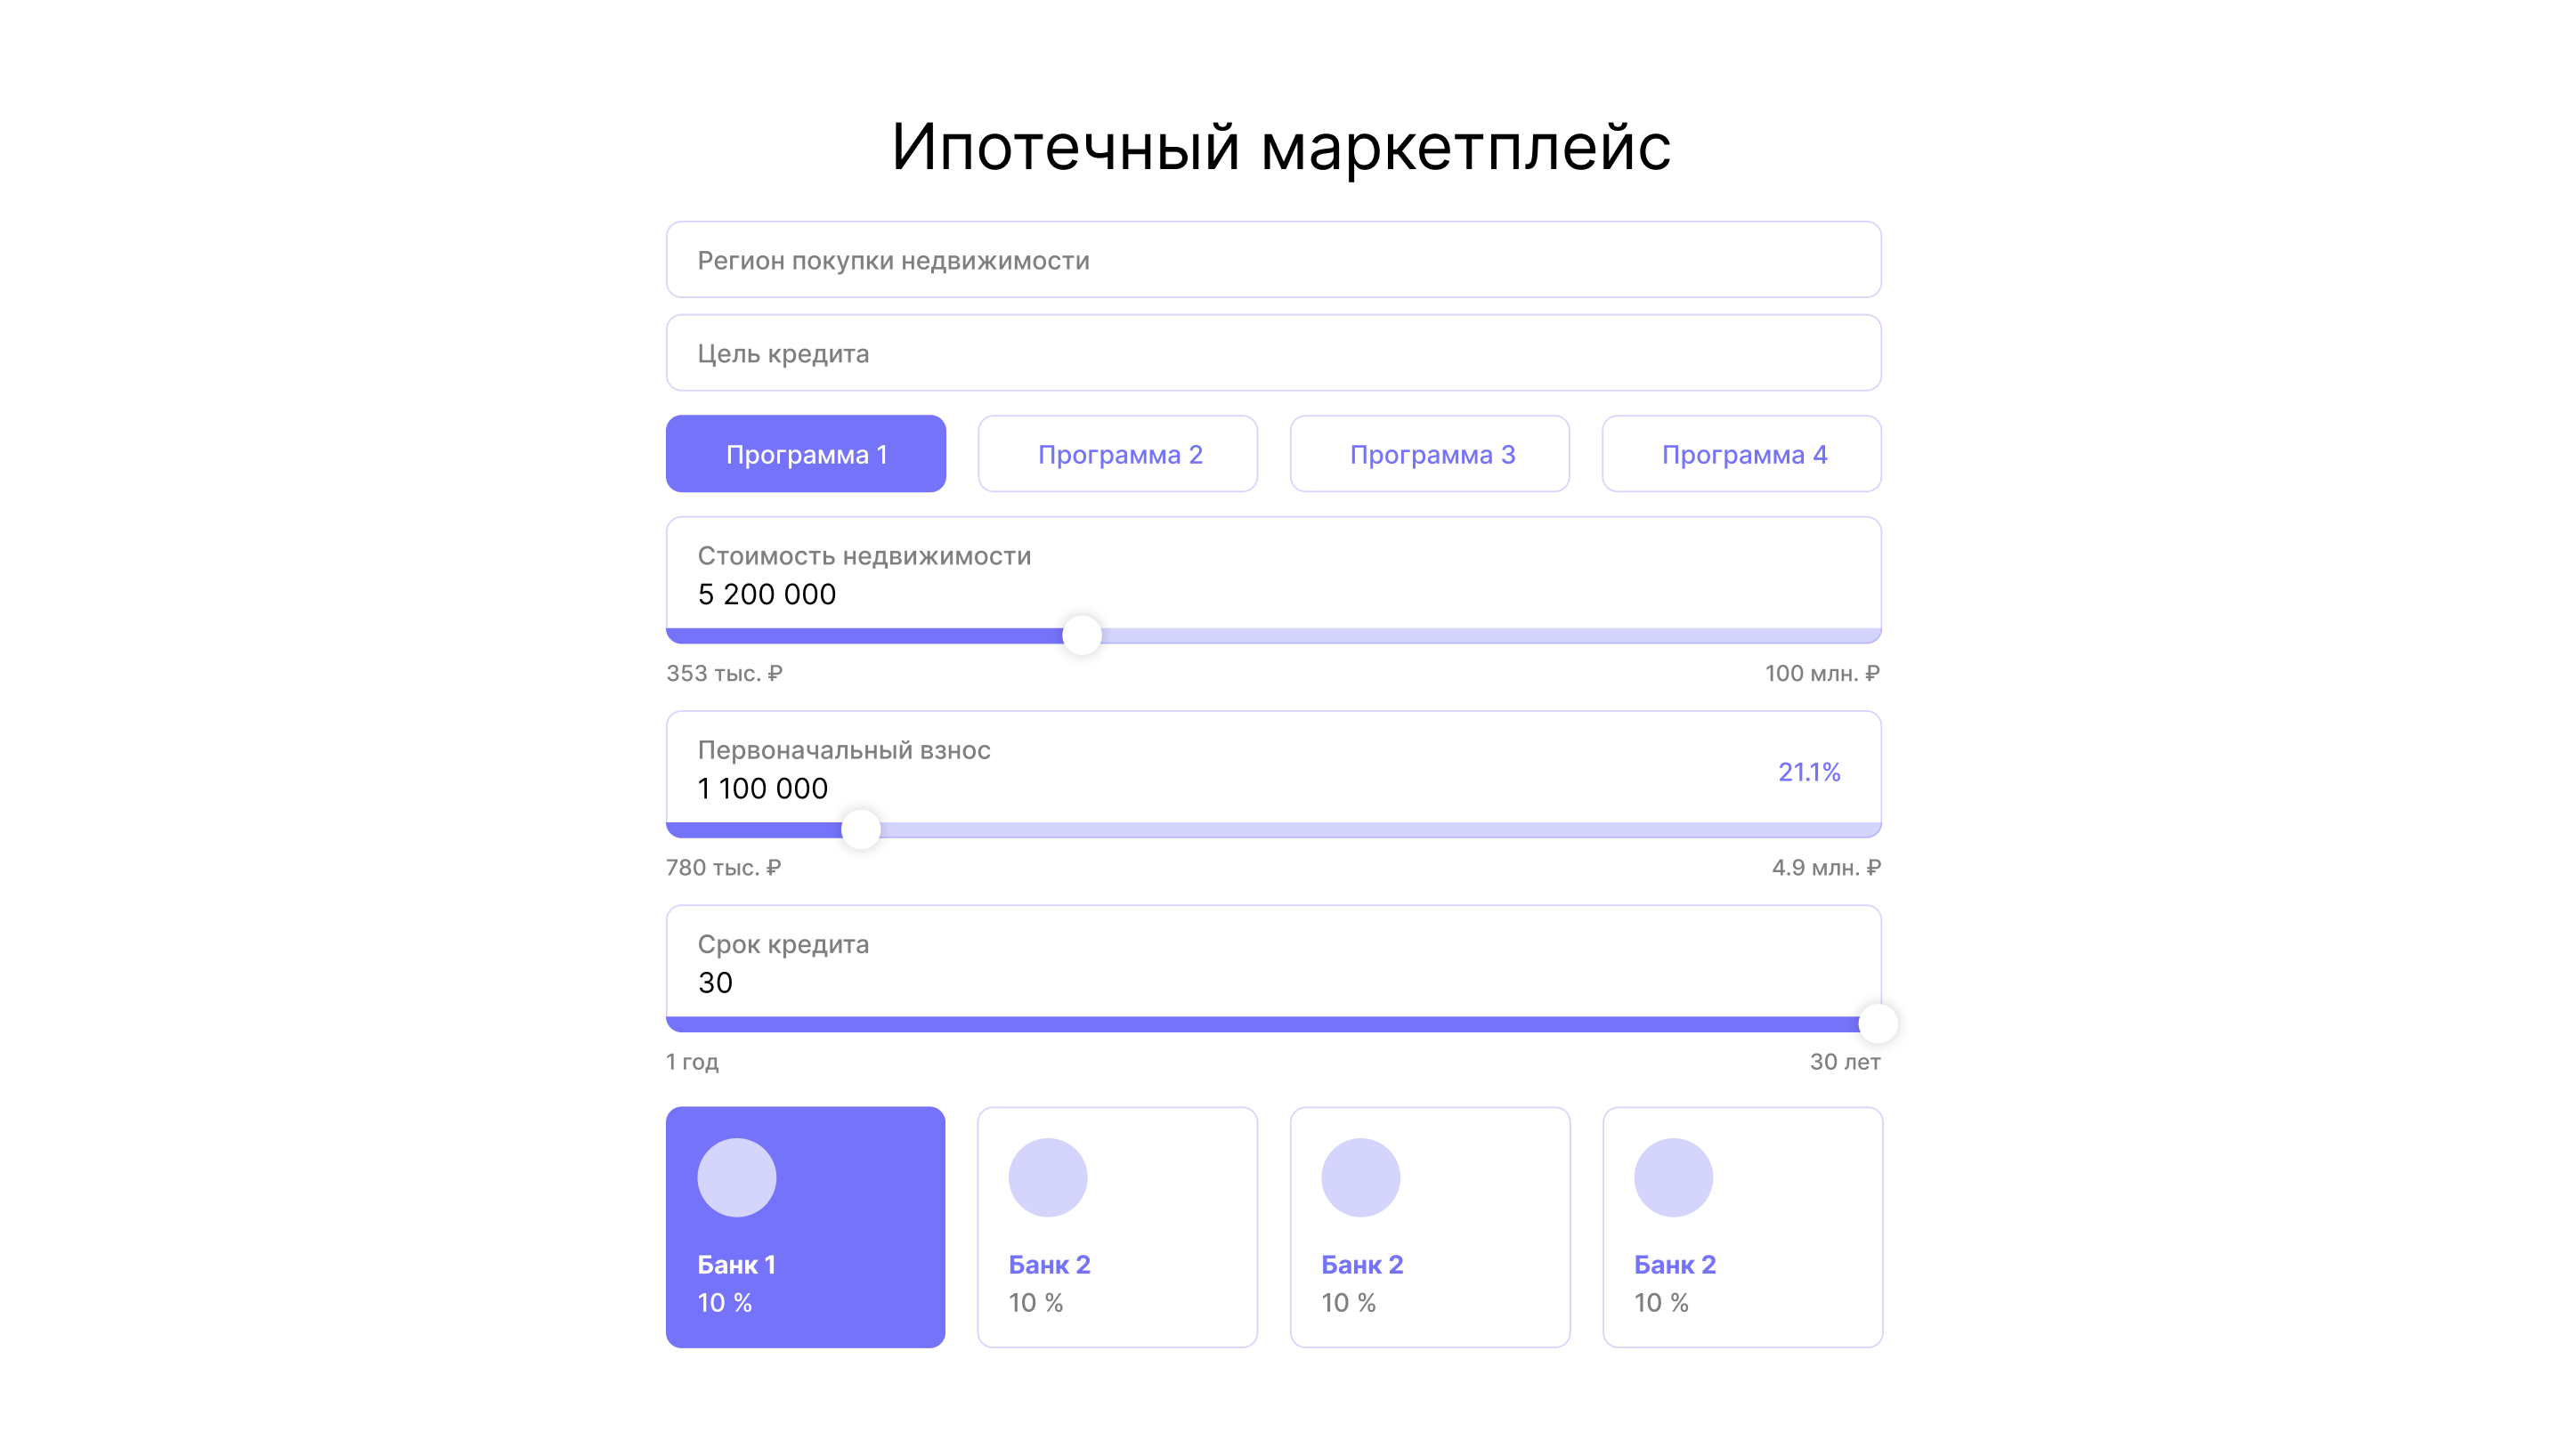 Ипотечный маркетплейс
Регион покупки недвижимости
Цель кредита
Программа 1 Программа 2 Программа 3 Программа 4
Стоимость недвижимости
5 200 000
353 тыс. ₽ 100 млн. ₽
Первоначальный взнос
1 100 000
21.1%
780 тыс. ₽ 4.9 млн. ₽
Срок кредита
30
1 год 30 лет
Банк 1 Банк 2 Банк 2 Банк 2
10 % 10 % 10 % 10 %